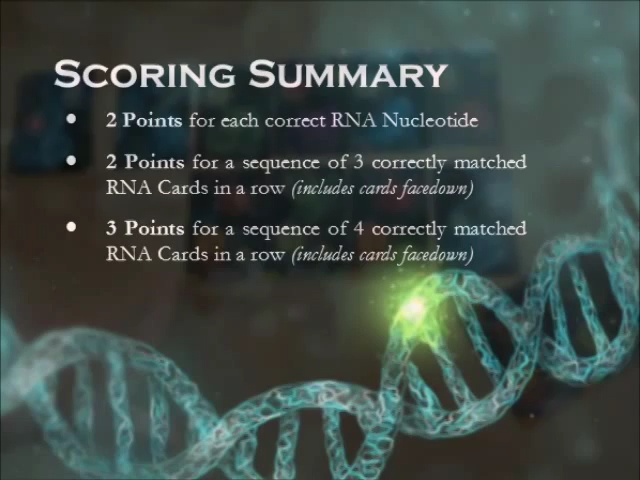 SCORING SUMMARY
• 2 Points for each correct RNA Nucleotide
• 2 Points for a sequence of 3 correctly matched
RNA Cards in a row (includes cards facedown)
• 3 Points for a sequence of 4 correctly matched
RNA Cards in a row (includes cards facedown)